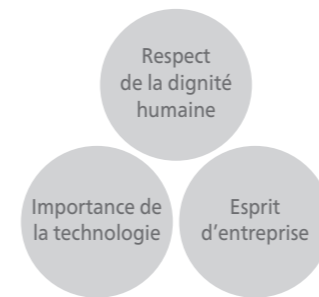 Respect
de la dignité
humaine
Importance de
la technologie
Esprit
d’entreprise